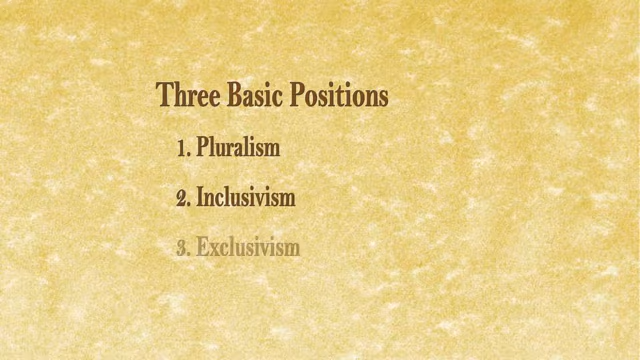 Three Basic Positions
1. Pluralism
2. Inclusivism
3. Exclusivism